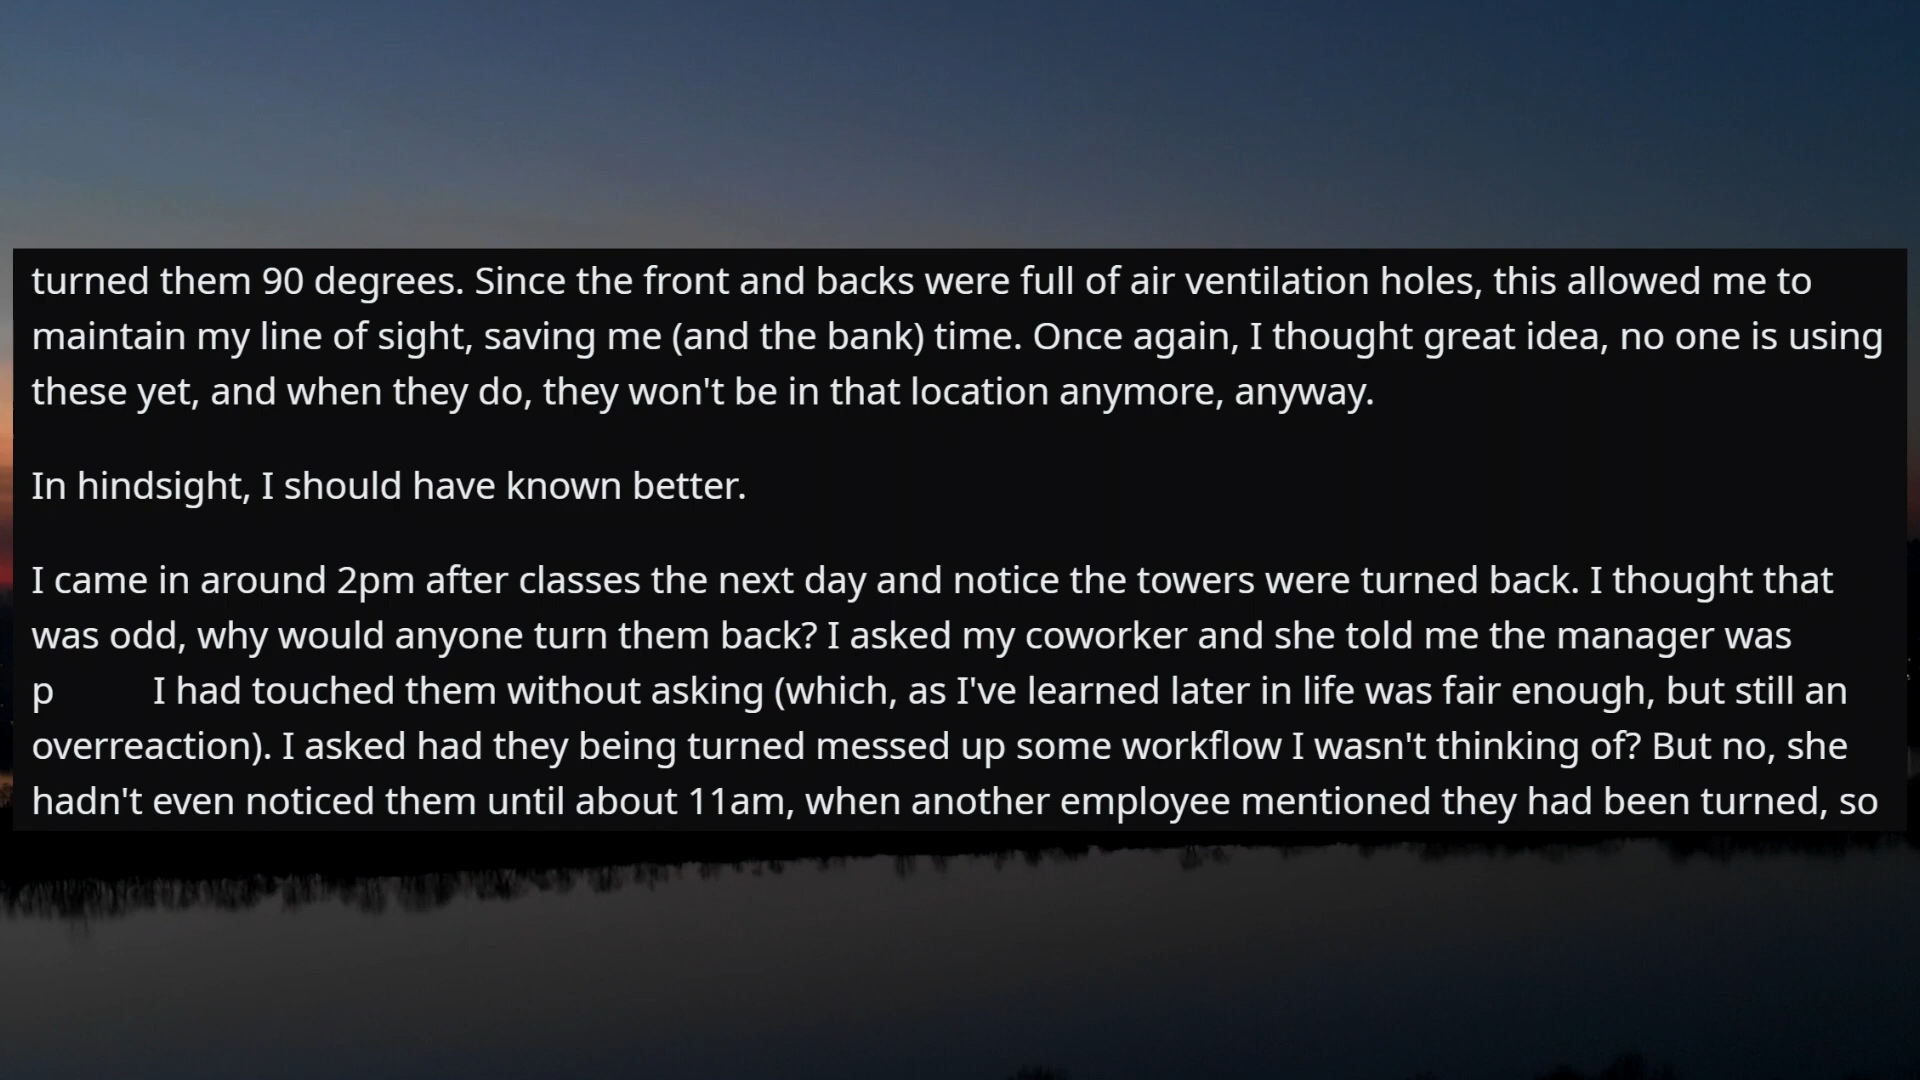 turned them 90 degrees. Since the front and backs were full of air ventilation holes, this allowed me to
maintain my line of sight, saving me (and the bank) time. Once again, I thought great idea, no one is using
these yet, and when they do, they won't be in that location anymore, anyway.
In hindsight, I should have known better.
I came in around 2pm after classes the next day and notice the towers were turned back. I thought that
was odd, why would anyone turn them back? I asked my coworker and she told me the manager was
p I had touched them without asking (which, as I've learned later in life was fair enough, but still an
overreaction). I asked had they being turned messed up some workflow I wasn't thinking of? But no, she
hadn't even noticed them until about 11am, when another employee mentioned they had been turned, so